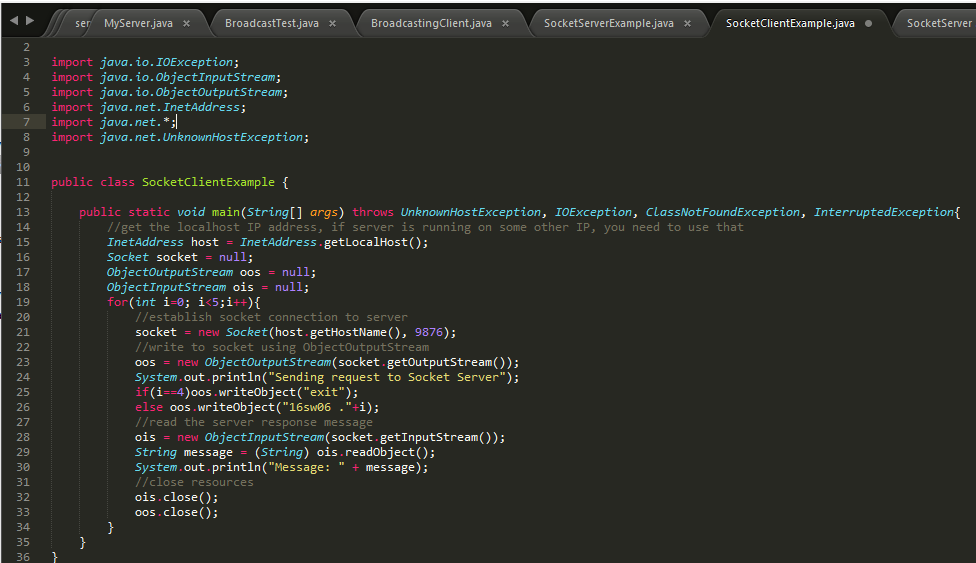 ser MyServer.java × BroadcastTest.java × BroadcastingClient.java × SocketServerExample.java × SocketClientExample.java SocketServer
2
3 import java.io.IOException;
4 import java.io.ObjectInputStream;
5 import java.io.ObjectOutputStream;
6 import java.net.InetAddress;
7 import java.net.*;
8 import java.net.UnknownHostException;
9
10
11 public class SocketClientExample {
12
13 public static void main(String[] args) throws UnknownHostException, IOException, ClassNotFoundException, InterruptedException{
14 //get the localhost IP address, if server is running on some other IP, you need to use that
15 InetAddress host = InetAddress.getLocalHost();
16 Socket socket = null;
17 ObjectOutputStream oos = null;
18 ObjectInputStream ois = null;
19 for(int i=0; i<5;i++){
20 //establish socket connection to server
21 socket = new Socket(host.getHostName(), 9876);
22 //write to socket using ObjectOutputStream
23 oos = new ObjectOutputStream(socket.getOutputStream());
24 System.out.println("Sending request to Socket Server");
25 if(i==4)oos.writeObject("exit");
26 else oos.writeObject("16sw06 ."+i);
27 //read the server response message
28 ois = new ObjectInputStream(socket.getInputStream());
29 String message = (String) ois.readObject();
30 System.out.println("Message: " + message);
31 //close resources
32 ois.close();
33 oos.close();
34 }
35 }
36 }